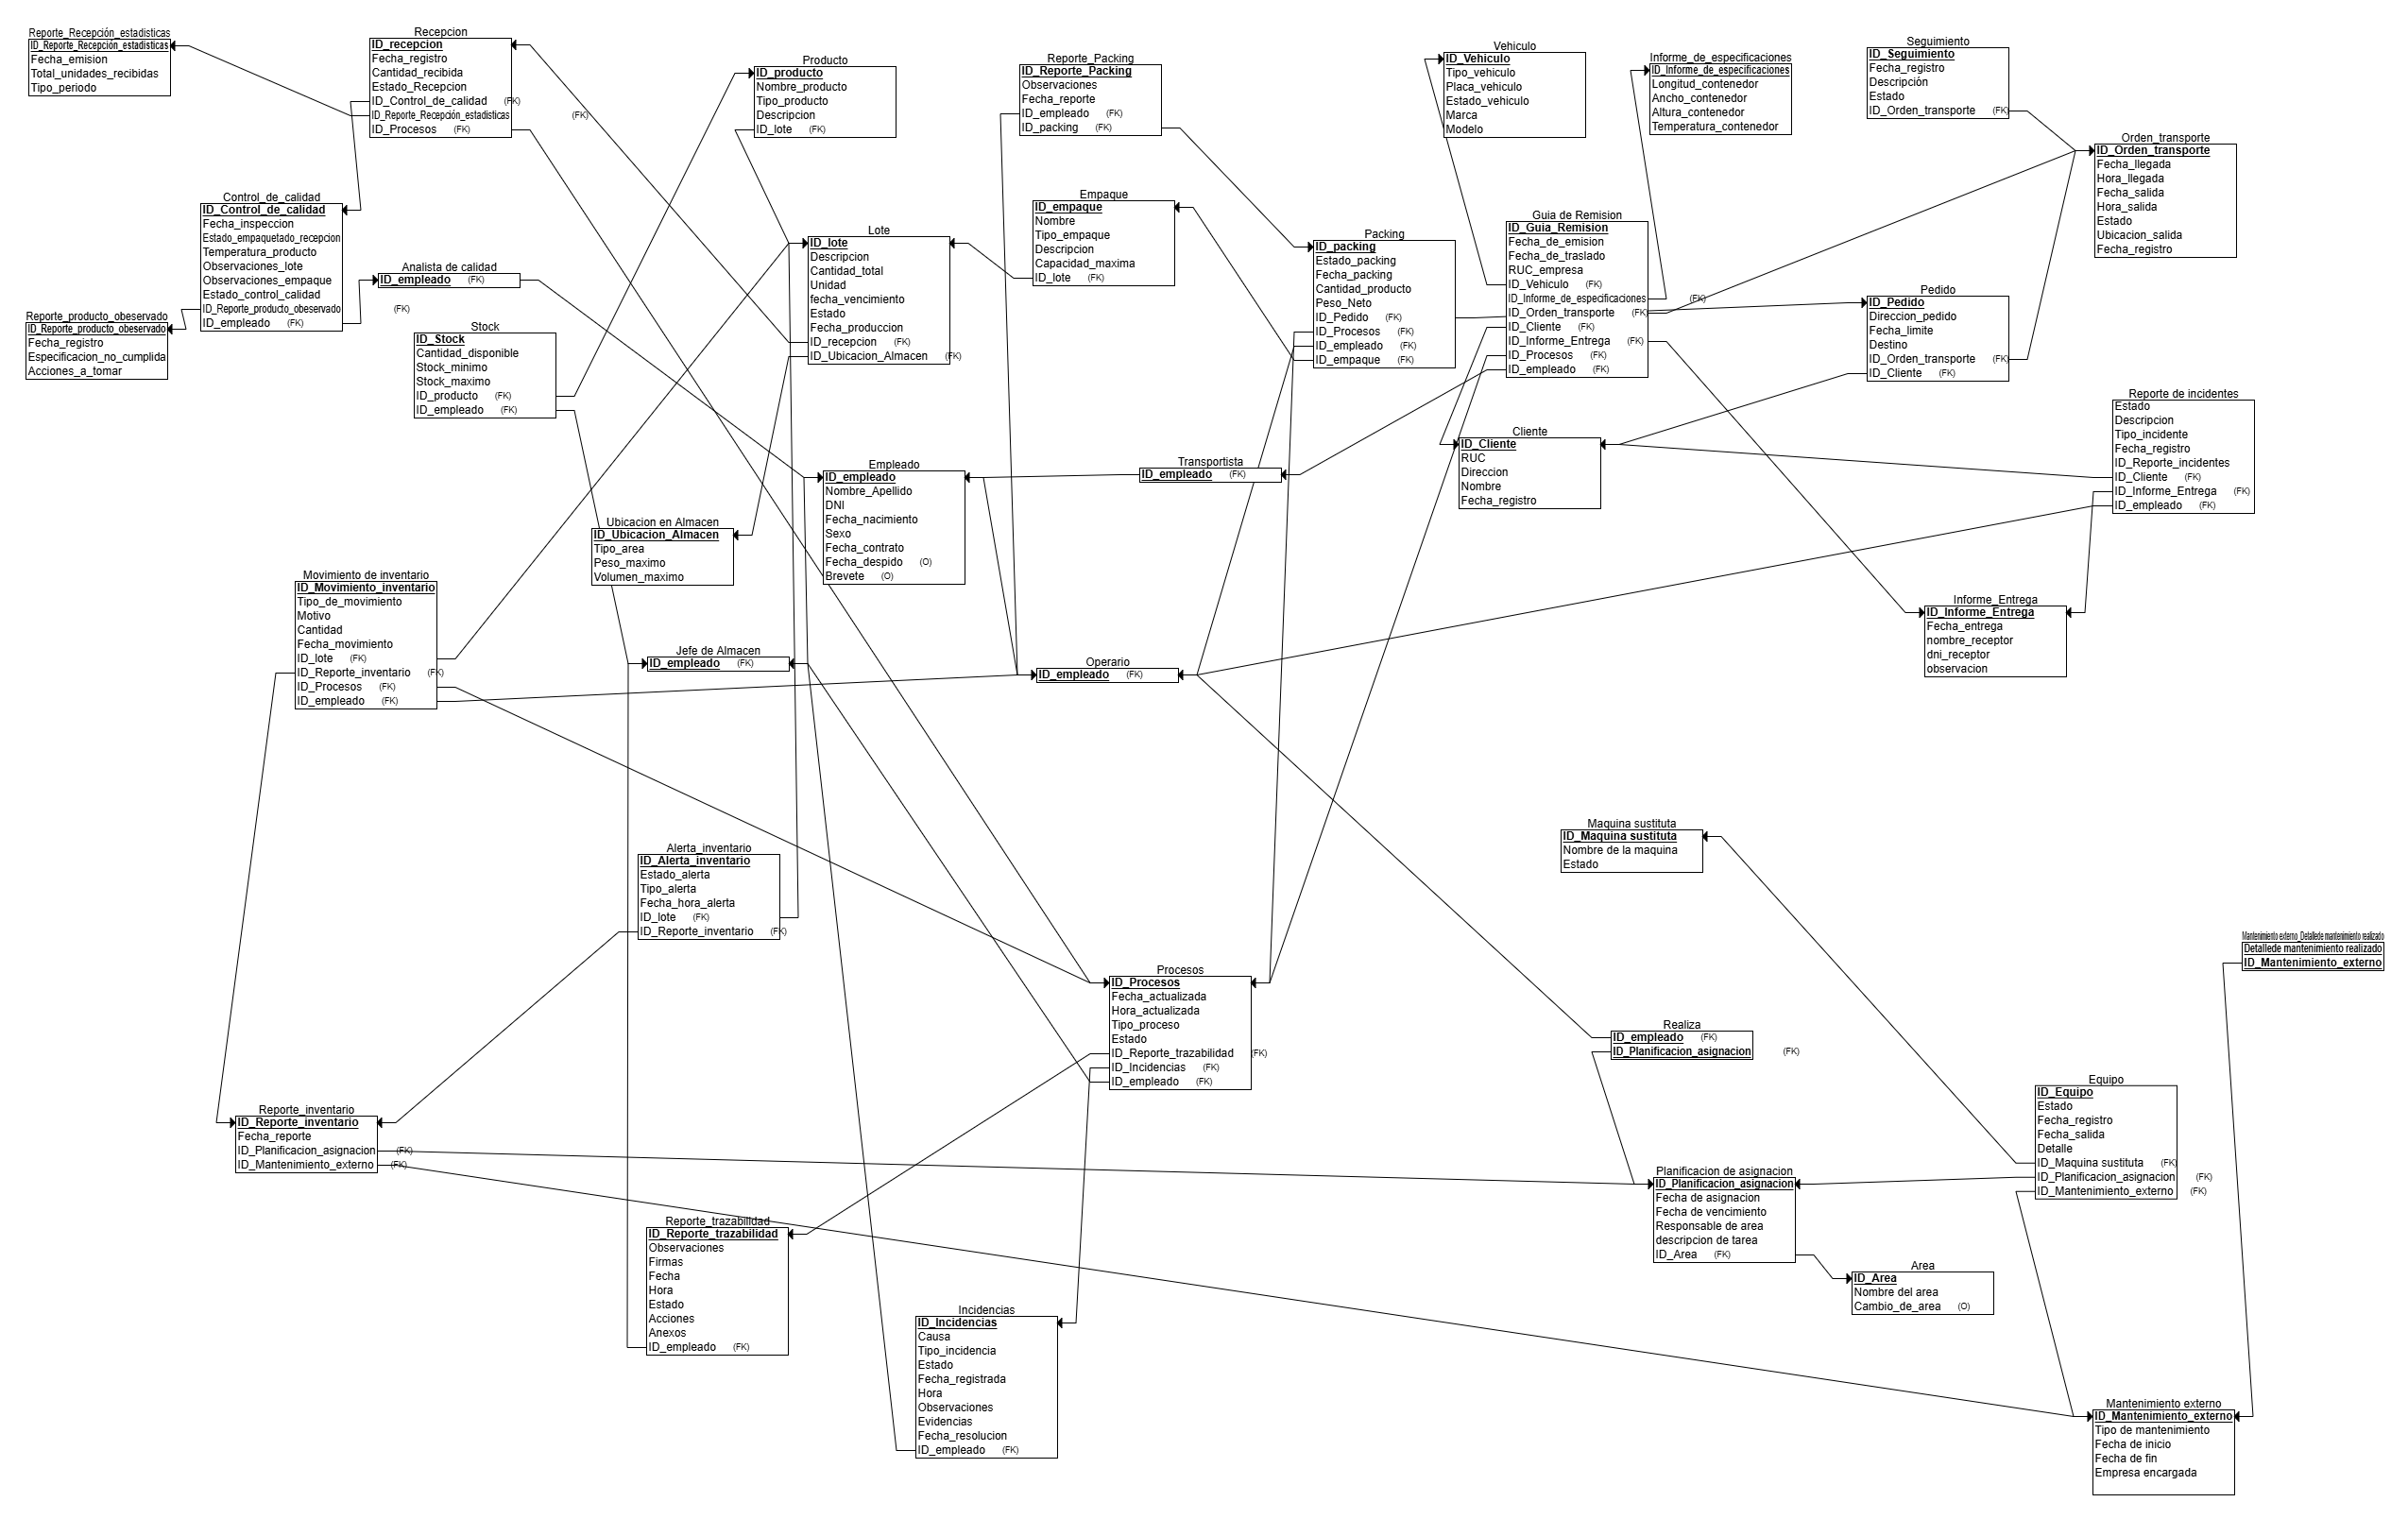 Reporte_Recepción_estadisticas
ID_Reporte_Recepción_estadisticas
Fecha_emision
Total_unidades_recibidas
Tipo_periodo
Recepcion
ID_recepcion
Fecha_registro
Cantidad_recibida
Estado_Recepcion
ID_Control_de_calidad (FK)
ID_Reporte_Recepción_estadisticas (FK)
ID_Procesos (FK)
Producto
ID_producto
Nombre_producto
Tipo_producto
Descripcion
ID_lote (FK)
Reporte_Packing
ID_Reporte_Packing
Observaciones
Fecha_reporte
ID_empleado (FK)
ID_packing (FK)
Vehiculo
ID_Vehiculo
Tipo_vehiculo
Placa_vehiculo
Estado_vehiculo
Marca
Modelo
Informe_de_especificaciones
ID_Informe_de_especificaciones
Longitud_contenedor
Ancho_contenedor
Altura_contenedor
Temperatura_contenedor
Seguimiento
ID_Seguimiento
Fecha_registro
Descripción
Estado
ID_Orden_transporte (FK)
Orden_transporte
ID_Orden_transporte
Fecha_llegada
Hora_llegada
Fecha_salida
Hora_salida
Estado
Ubicacion_salida
Fecha_registro
Control_de_calidad
ID_Control_de_calidad
Fecha_inspeccion
Estado_empaquetado_recepcion
Temperatura_producto
Observaciones_lote
Observaciones_empaque
Estado_control_calidad
ID_Reporte_producto_obeservado (FK)
ID_empleado (FK)
Analista de calidad
ID_empleado (FK)
Reporte_producto_obeservado
ID_Reporte_producto_obeservado
Fecha_registro
Especificacion_no_cumplida
Acciones_a_tomar
Stock
ID_Stock
Cantidad_disponible
Stock_minimo
Stock_maximo
ID_producto (FK)
ID_empleado (FK)
Lote
ID_lote
Descripcion
Cantidad_total
Unidad
fecha_vencimiento
Estado
Fecha_produccion
ID_recepcion (FK)
ID_Ubicacion_Almacen (FK)
Empaque
ID_empaque
Nombre
Tipo_empaque
Descripcion
Capacidad_maxima
ID_lote (FK)
Packing
ID_packing
Estado_packing
Fecha_packing
Cantidad_producto
Peso_Neto
ID_Pedido (FK)
ID_Procesos (FK)
ID_empleado (FK)
ID_empaque (FK)
Guia de Remision
ID_Guia_Remision
Fecha_de_emision
Fecha_de_traslado
RUC_empresa
ID_Vehiculo (FK)
ID_Informe_de_especificaciones (FK)
ID_Orden_transporte (FK)
ID_Cliente (FK)
ID_Informe_Entrega (FK)
ID_Procesos (FK)
ID_empleado (FK)
Pedido
ID_Pedido
Direccion_pedido
Fecha_limite
Destino
ID_Orden_transporte (FK)
ID_Cliente (FK)
Reporte de incidentes
Estado
Descripcion
Tipo_incidente
Fecha_registro
ID_Reporte_incidentes
ID_Cliente (FK)
ID_Informe_Entrega (FK)
ID_empleado (FK)
Cliente
ID_Cliente
RUC
Direccion
Nombre
Fecha_registro
Transportista
ID_empleado (FK)
Empleado
ID_empleado
Nombre_Apellido
DNI
Fecha_nacimiento
Sexo
Fecha_contrato
Fecha_despido (O)
Brevete (O)
Ubicacion en Almacen
ID_Ubicacion_Almacen
Tipo_area
Peso_maximo
Volumen_maximo
Movimiento de inventario
ID_Movimiento_inventario
Tipo_de_movimiento
Motivo
Cantidad
Fecha_movimiento
ID_lote (FK)
ID_Reporte_inventario (FK)
ID_Procesos (FK)
ID_empleado (FK)
Jefe de Almacen
ID_empleado (FK)
Operario
ID_empleado (FK)
Informe_Entrega
ID_Informe_Entrega
Fecha_entrega
nombre_receptor
dni_receptor
observacion
Maquina sustituta
ID_Maquina sustituta
Nombre de la maquina
Estado
Alerta_inventario
ID_Alerta_inventario
Estado_alerta
Tipo_alerta
Fecha_hora_alerta
ID_lote (FK)
ID_Reporte_inventario (FK)
Mantenimiento externo_Detallede mantenimiento realizado
Detallede mantenimiento realizado
ID_Mantenimiento_externo
Procesos
ID_Procesos
Fecha_actualizada
Hora_actualizada
Tipo_proceso
Estado
ID_Reporte_trazabilidad (FK)
ID_Incidencias (FK)
ID_empleado (FK)
Realiza
ID_empleado (FK)
ID_Planificacion_asignacion (FK)
Equipo
ID_Equipo
Estado
Fecha_registro
Fecha_salida
Detalle
ID_Maquina sustituta (FK)
ID_Planificacion_asignacion (FK)
ID_Mantenimiento_externo (FK)
Reporte_inventario
ID_Reporte_inventario
Fecha_reporte
ID_Planificacion_asignacion (FK)
ID_Mantenimiento_externo (FK)
Planificacion de asignacion
ID_Planificacion_asignacion
Fecha de asignacion
Fecha de vencimiento
Responsable de area
descripcion de tarea
ID_Area (FK)
Reporte_trazabilidad
ID_Reporte_trazabilidad
Observaciones
Firmas
Fecha
Hora
Estado
Acciones
Anexos
ID_empleado (FK)
Area
ID_Area
Nombre del area
Cambio_de_area (O)
Incidencias
ID_Incidencias
Causa
Tipo_incidencia
Estado
Fecha_registrada
Hora
Observaciones
Evidencias
Fecha_resolucion
ID_empleado (FK)
Mantenimiento externo
ID_Mantenimiento_externo
Tipo de mantenimiento
Fecha de inicio
Fecha de fin
Empresa encargada